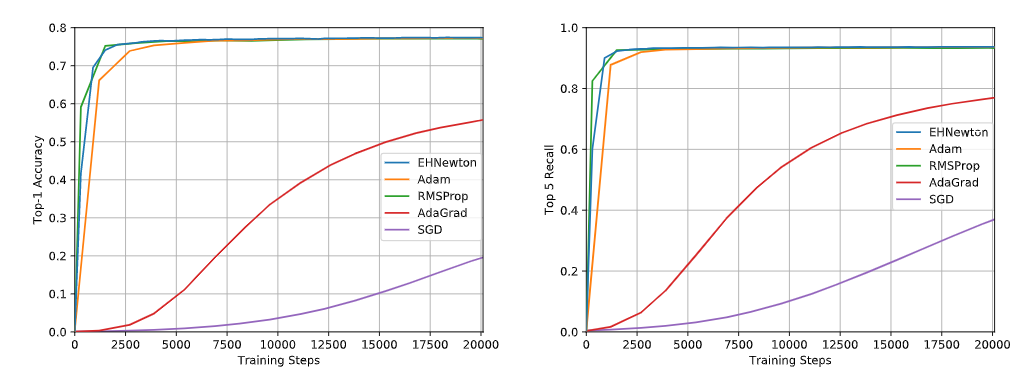 0.8
0.7
0.6
0.5
0.4
0.3
0.2
0.1
0.0
Top-1 Accuracy
EHNewton
Adam
RMSProp
AdaGrad
SGD
0 2500 5000 7500 10000 12500 15000 17500 20000
Training Steps
1.0
0.8
0.6
0.4
0.2
0.0
Top 5 Recall
EHNewton
Adam
RMSProp
AdaGrad
SGD
0 2500 5000 7500 10000 12500 15000 17500 20000
Training Steps